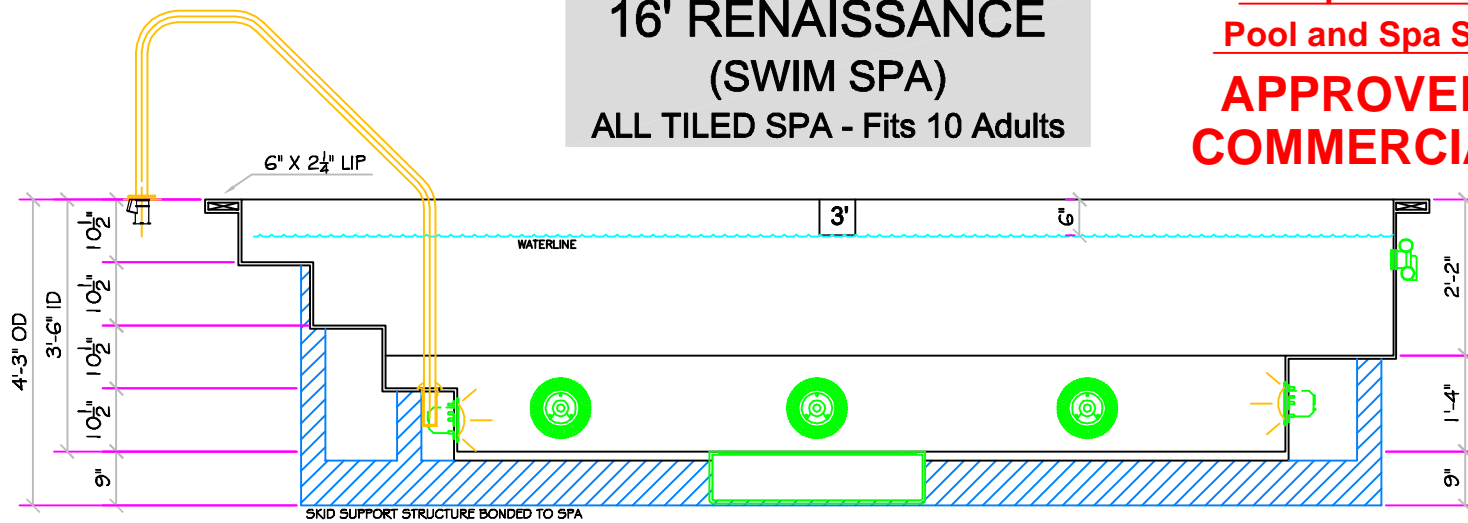 16' RENAISSANCE
(SWIM SPA)
ALL TILED SPA - Fits 10 Adults
Pool and Spa S
APPROVE
COMMERCIA
6" X 2¼" LIP
3'
6"
WATERLINE
10½"
10½"
10½"
10½"
9"
3'-6" ID
4'-3" OD
2'-2"
1'-4"
9"
SKID SUPPORT STRUCTURE BONDED TO SPA